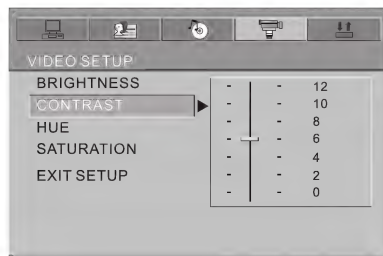 VIDEO SETUP
BRIGHTNESS
CONTRAST
HUE
SATURATION
EXIT SETUP
12
10
8
6
4
2
0